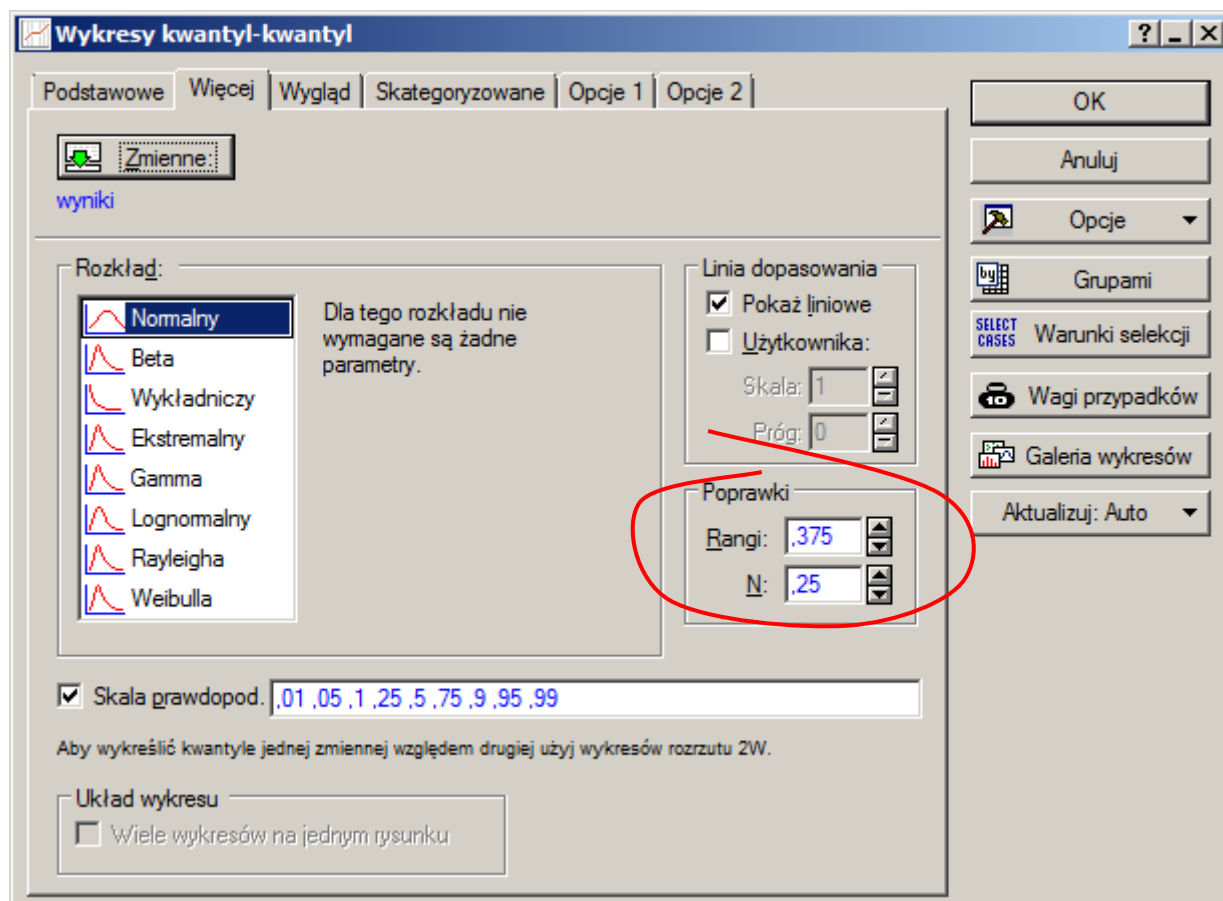 Wykresy kwantyl-kwantyl
Podstawowe Więcej Wygląd Skategoryzowane Opcje 1 Opcje 2
Zmienne:
wyniki
Rozkład:
Normalny
Beta
Wykładniczy
Ekstremalny
Gamma
Lognormalny
Rayleigha
Weibulla
Dla tego rozkładu nie
wymagane są żadne
parametry.
Linia dopasowania
Pokaż liniowe
Użytkownika:
Skala: 1
Próg: 0
Poprawki
Rangi: ,375
N: ,25
Skala prawdopod. ,01 ,05 ,1 ,25 ,5 ,75 ,9 ,95 ,99
Aby wykreślić kwantyle jednej zmiennej względem drugiej użyj wykresów rozrzutu 2W.
Układ wykresu
Wiele wykresów na jednym rysunku
OK
Anuluj
Opcje
by Grupami
SELECT CASES Warunki selekcji
Wagi przypadków
Galeria wykresów
Aktualizuj: Auto